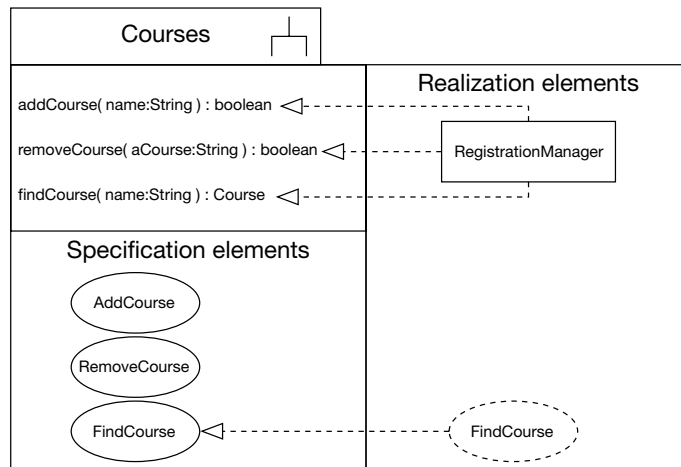 Courses
Realization elements
addCourse( name:String ) : boolean
removeCourse( aCourse:String ) : boolean
RegistrationManager
findCourse( name:String ) : Course
Specification elements
AddCourse
RemoveCourse
FindCourse
FindCourse